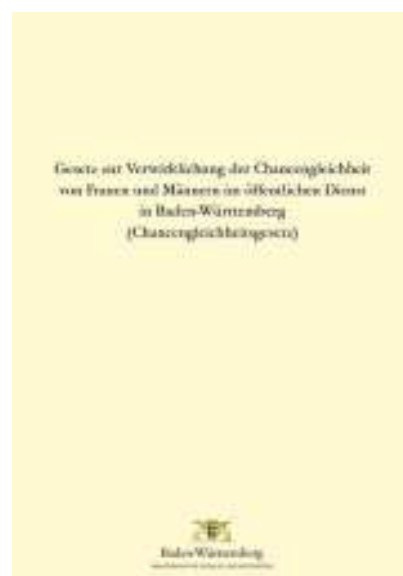 Gesetz zur Verwirklichung der Chancengleichheit
von Frauen und Männern im öffentlichen Dienst
in Baden-Württemberg
(Chancengleichheitsgesetz)
Baden-Württemberg